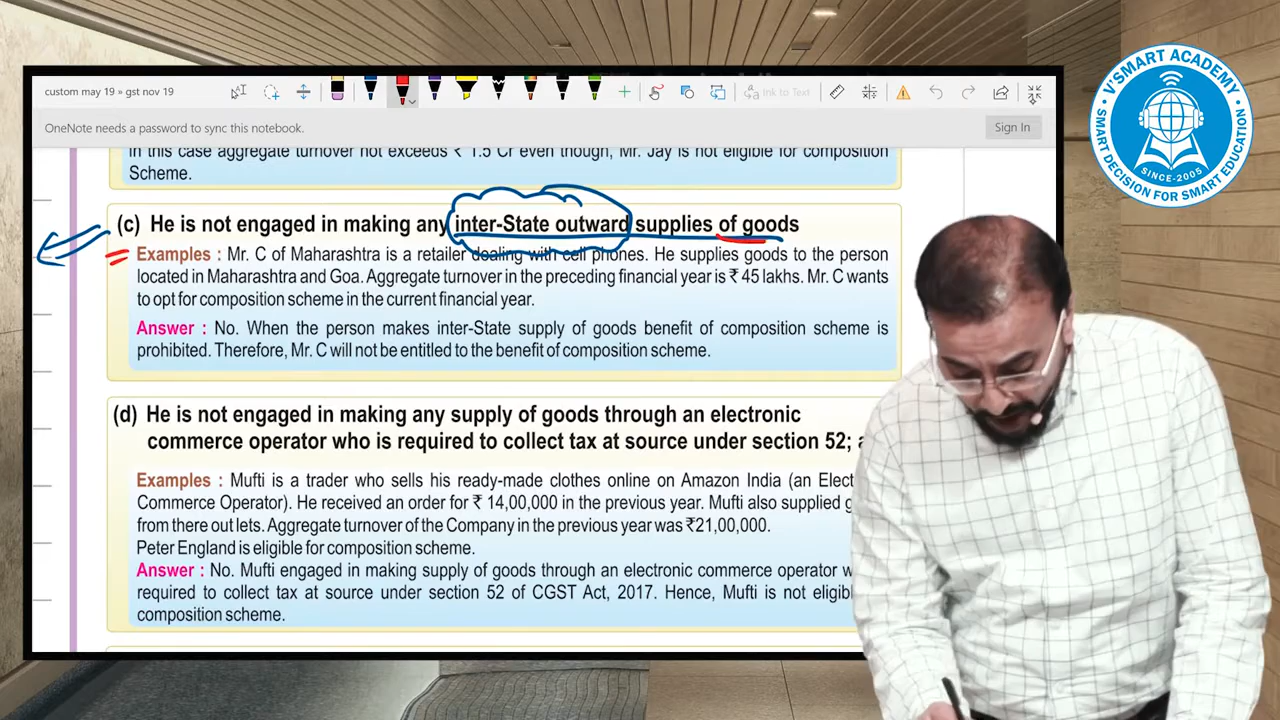 custom may 19 » gst nov 19
Ink to Text
OneNote needs a password to sync this notebook.
Sign In
in this case aggregate turnover not exceeds ₹ 1.5 Cr even though, Mr. Jay is not eligible for composition
Scheme.
(c) He is not engaged in making any inter-State outward supplies of goods
Examples : Mr. C of Maharashtra is a retailer dealing with cell phones. He supplies goods to the person
located in Maharashtra and Goa. Aggregate turnover in the preceding financial year is ₹ 45 lakhs. Mr. C wants
to opt for composition scheme in the current financial year.
Answer : No. When the person makes inter-State supply of goods benefit of composition scheme is
prohibited. Therefore, Mr. C will not be entitled to the benefit of composition scheme.
(d) He is not engaged in making any supply of goods through an electronic
commerce operator who is required to collect tax at source under section 52;
Examples : Mufti is a trader who sells his ready-made clothes online on Amazon India (an Elect
Commerce Operator). He received an order for ₹ 14,00,000 in the previous year. Mufti also supplied
from there out lets. Aggregate turnover of the Company in the previous year was ₹21,00,000.
Peter England is eligible for composition scheme.
Answer : No. Mufti engaged in making supply of goods through an electronic commerce operator
required to collect tax at source under section 52 of CGST Act, 2017. Hence, Mufti is not eligib
composition scheme.
V'SMART ACADEMY
SMART DECISION FOR SMART EDUCATION
SINCE-2005